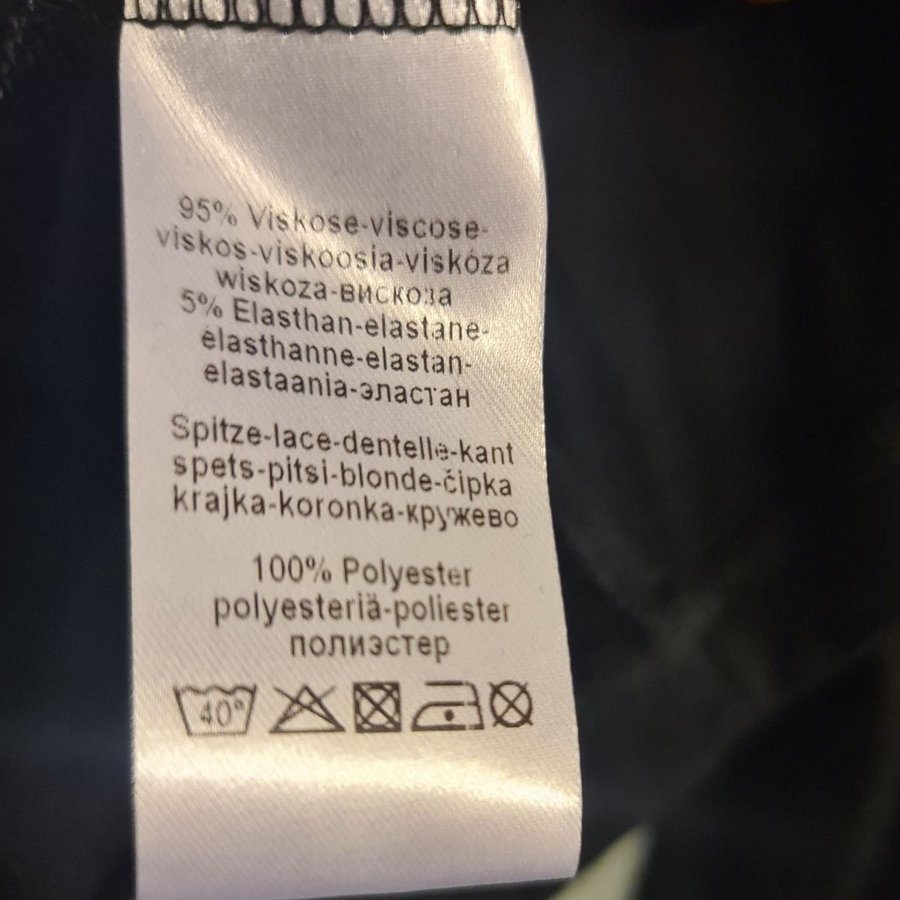 95% Viskose-viscose-
viskos-viskoosia-viskóza
wiskoza-вискоза
5% Elasthan-elastane-
élasthanne-elastan-
elastaania-эластан
Spitze-lace-dentelle-kant
spets-pitsi-blonde-čipka
krajka-koronka-кружево
100% Polyester
polyesteriä-poliester
полиэстер
40°